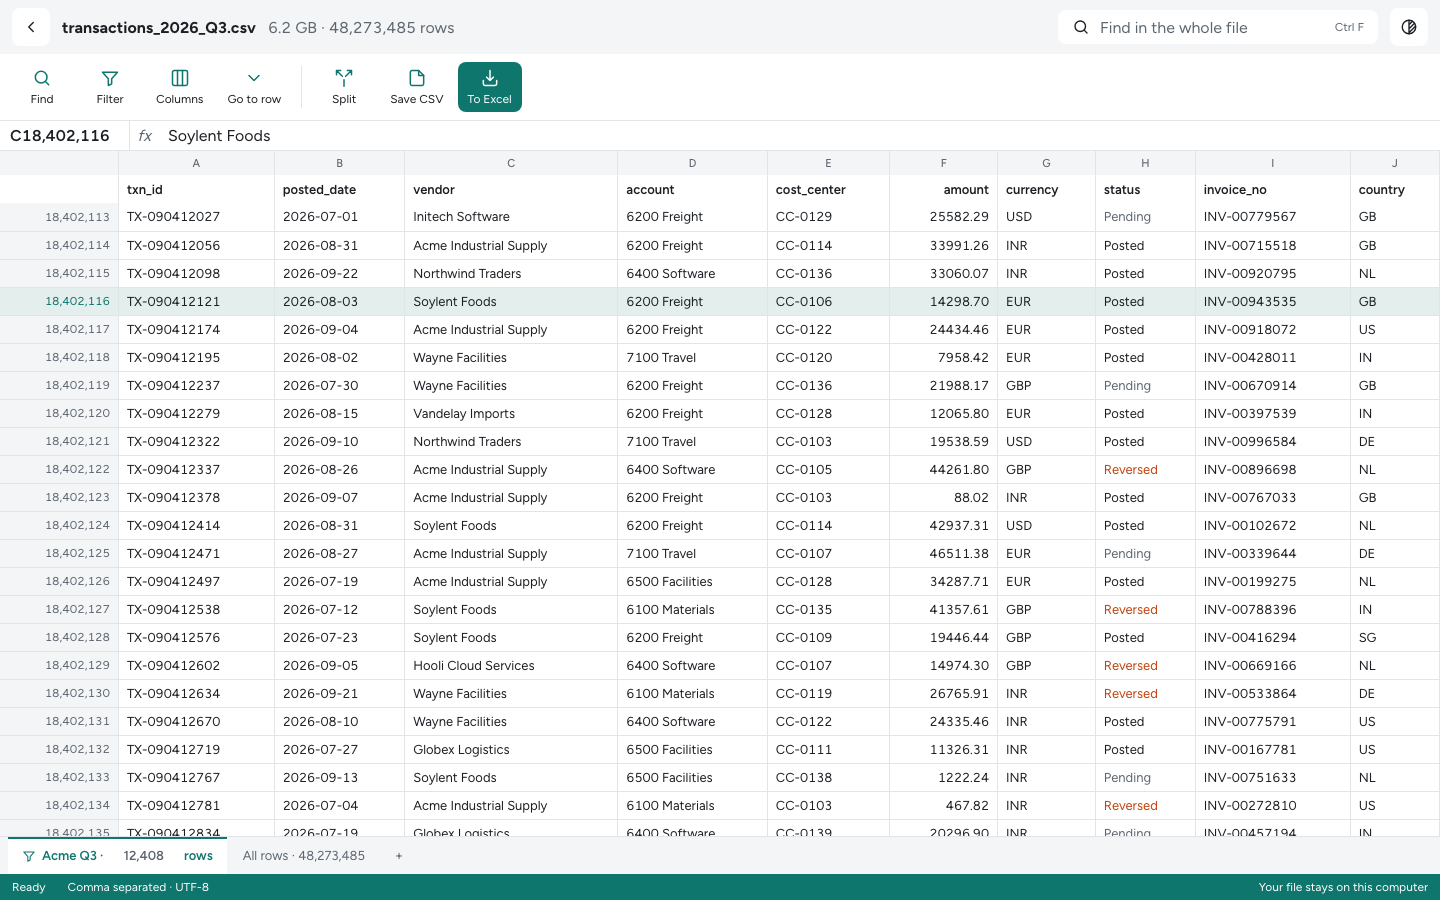 transactions_2026_Q3.csv 6.2 GB · 48,273,485 rows Find in the whole file Ctrl F
Find Filter Columns Go to row Split Save CSV To Excel
C18,402,116 fx Soylent Foods
A B C D E F G H I J
txn_id posted_date vendor account cost_center amount currency status invoice_no country
18,402,113 TX-090412027 2026-07-01 Initech Software 6200 Freight CC-0129 25582.29 USD Pending INV-00779567 GB
18,402,114 TX-090412056 2026-08-31 Acme Industrial Supply 6200 Freight CC-0114 33991.26 INR Posted INV-00715518 GB
18,402,115 TX-090412098 2026-09-22 Northwind Traders 6400 Software CC-0136 33060.07 INR Posted INV-00920795 NL
18,402,116 TX-090412121 2026-08-03 Soylent Foods 6200 Freight CC-0106 14298.70 EUR Posted INV-00943535 GB
18,402,117 TX-090412174 2026-09-04 Acme Industrial Supply 6200 Freight CC-0122 24434.46 EUR Posted INV-00918072 US
18,402,118 TX-090412195 2026-08-02 Wayne Facilities 7100 Travel CC-0120 7958.42 EUR Posted INV-00428011 IN
18,402,119 TX-090412237 2026-07-30 Wayne Facilities 6200 Freight CC-0136 21988.17 GBP Pending INV-00670914 GB
18,402,120 TX-090412279 2026-08-15 Vandelay Imports 6200 Freight CC-0128 12065.80 EUR Posted INV-00397539 IN
18,402,121 TX-090412322 2026-09-10 Northwind Traders 7100 Travel CC-0103 19538.59 USD Posted INV-00996584 DE
18,402,122 TX-090412337 2026-08-26 Acme Industrial Supply 6400 Software CC-0105 44261.80 GBP Reversed INV-00896698 NL
18,402,123 TX-090412378 2026-09-07 Acme Industrial Supply 6200 Freight CC-0103 88.02 INR Posted INV-00767033 GB
18,402,124 TX-090412414 2026-08-31 Soylent Foods 6200 Freight CC-0114 42937.31 USD Posted INV-00102672 NL
18,402,125 TX-090412471 2026-08-27 Acme Industrial Supply 7100 Travel CC-0107 46511.38 EUR Pending INV-00339644 DE
18,402,126 TX-090412497 2026-07-19 Acme Industrial Supply 6500 Facilities CC-0128 34287.71 EUR Posted INV-00199275 NL
18,402,127 TX-090412538 2026-07-12 Soylent Foods 6100 Materials CC-0135 41357.61 GBP Reversed INV-00788396 IN
18,402,128 TX-090412576 2026-07-23 Soylent Foods 6200 Freight CC-0109 19446.44 GBP Posted INV-00416294 SG
18,402,129 TX-090412602 2026-09-05 Hooli Cloud Services 6400 Software CC-0107 14974.30 GBP Reversed INV-00669166 NL
18,402,130 TX-090412634 2026-09-21 Wayne Facilities 6100 Materials CC-0119 26765.91 INR Reversed INV-00533864 DE
18,402,131 TX-090412670 2026-08-10 Wayne Facilities 6400 Software CC-0122 24335.46 INR Posted INV-00775791 US
18,402,132 TX-090412719 2026-07-27 Globex Logistics 6500 Facilities CC-0111 11326.31 INR Posted INV-00167781 US
18,402,133 TX-090412767 2026-09-13 Soylent Foods 6500 Facilities CC-0138 1222.24 INR Pending INV-00751633 NL
18,402,134 TX-090412781 2026-07-04 Acme Industrial Supply 6100 Materials CC-0103 467.82 INR Reversed INV-00272810 US
18,402,135 TX-090412834 2026-07-19 Globex Logistics 6400 Software CC-0139 20296.90 INR Pending INV-00457194 IN
Acme Q3 · 12,408 rows All rows · 48,273,485 +
Ready Comma separated · UTF-8 Your file stays on this computer